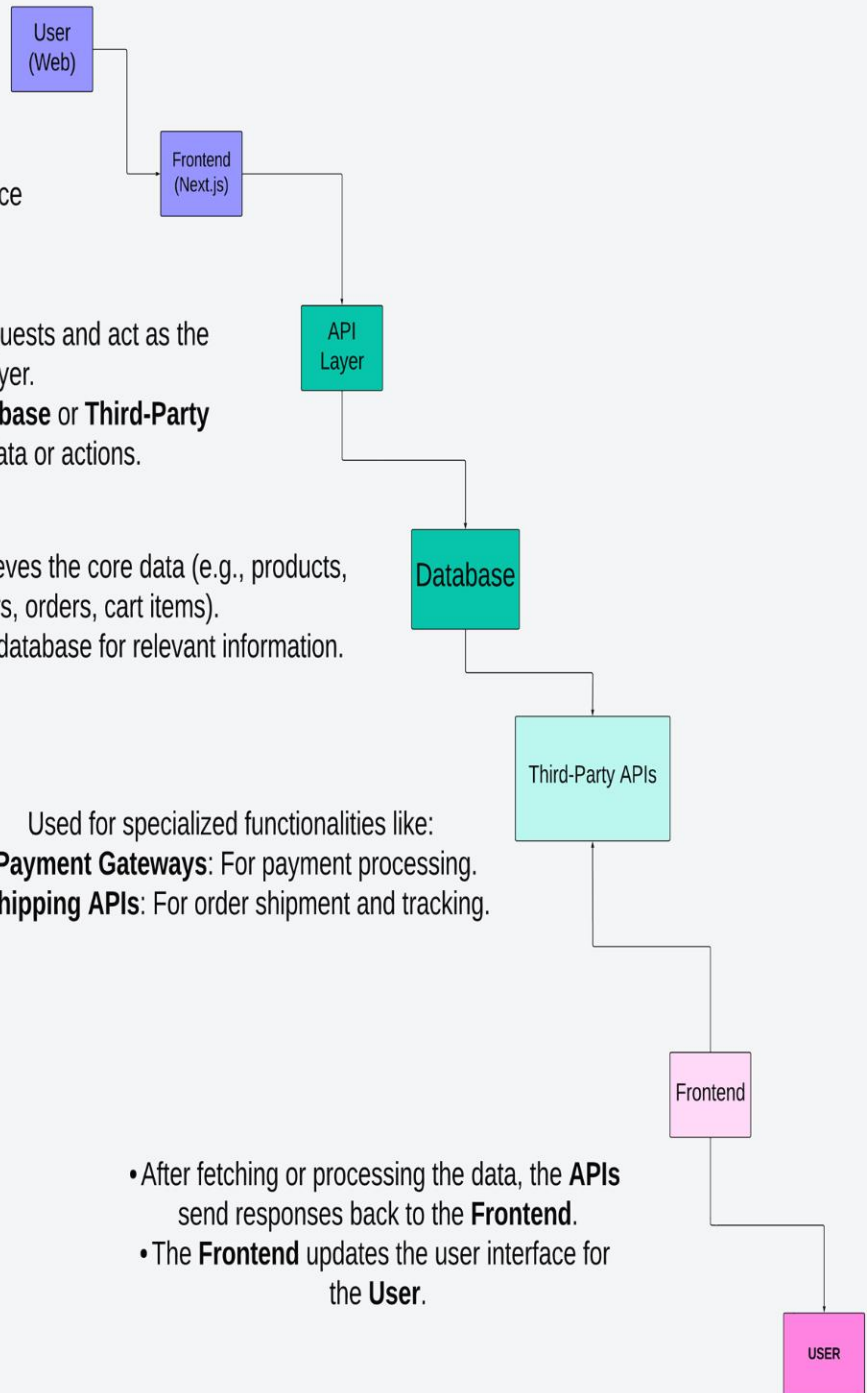 User
(Web)
Frontend
(Next.js)
ce
uests and act as the
yer.
base or Third-Party
ata or actions.
API
Layer
eves the core data (e.g., products,
rs, orders, cart items).
database for relevant information.
Database
Third-Party APIs
Used for specialized functionalities like:
Payment Gateways: For payment processing.
hipping APIs: For order shipment and tracking.
Frontend
• After fetching or processing the data, the APIs
send responses back to the Frontend.
• The Frontend updates the user interface for
the User.
USER